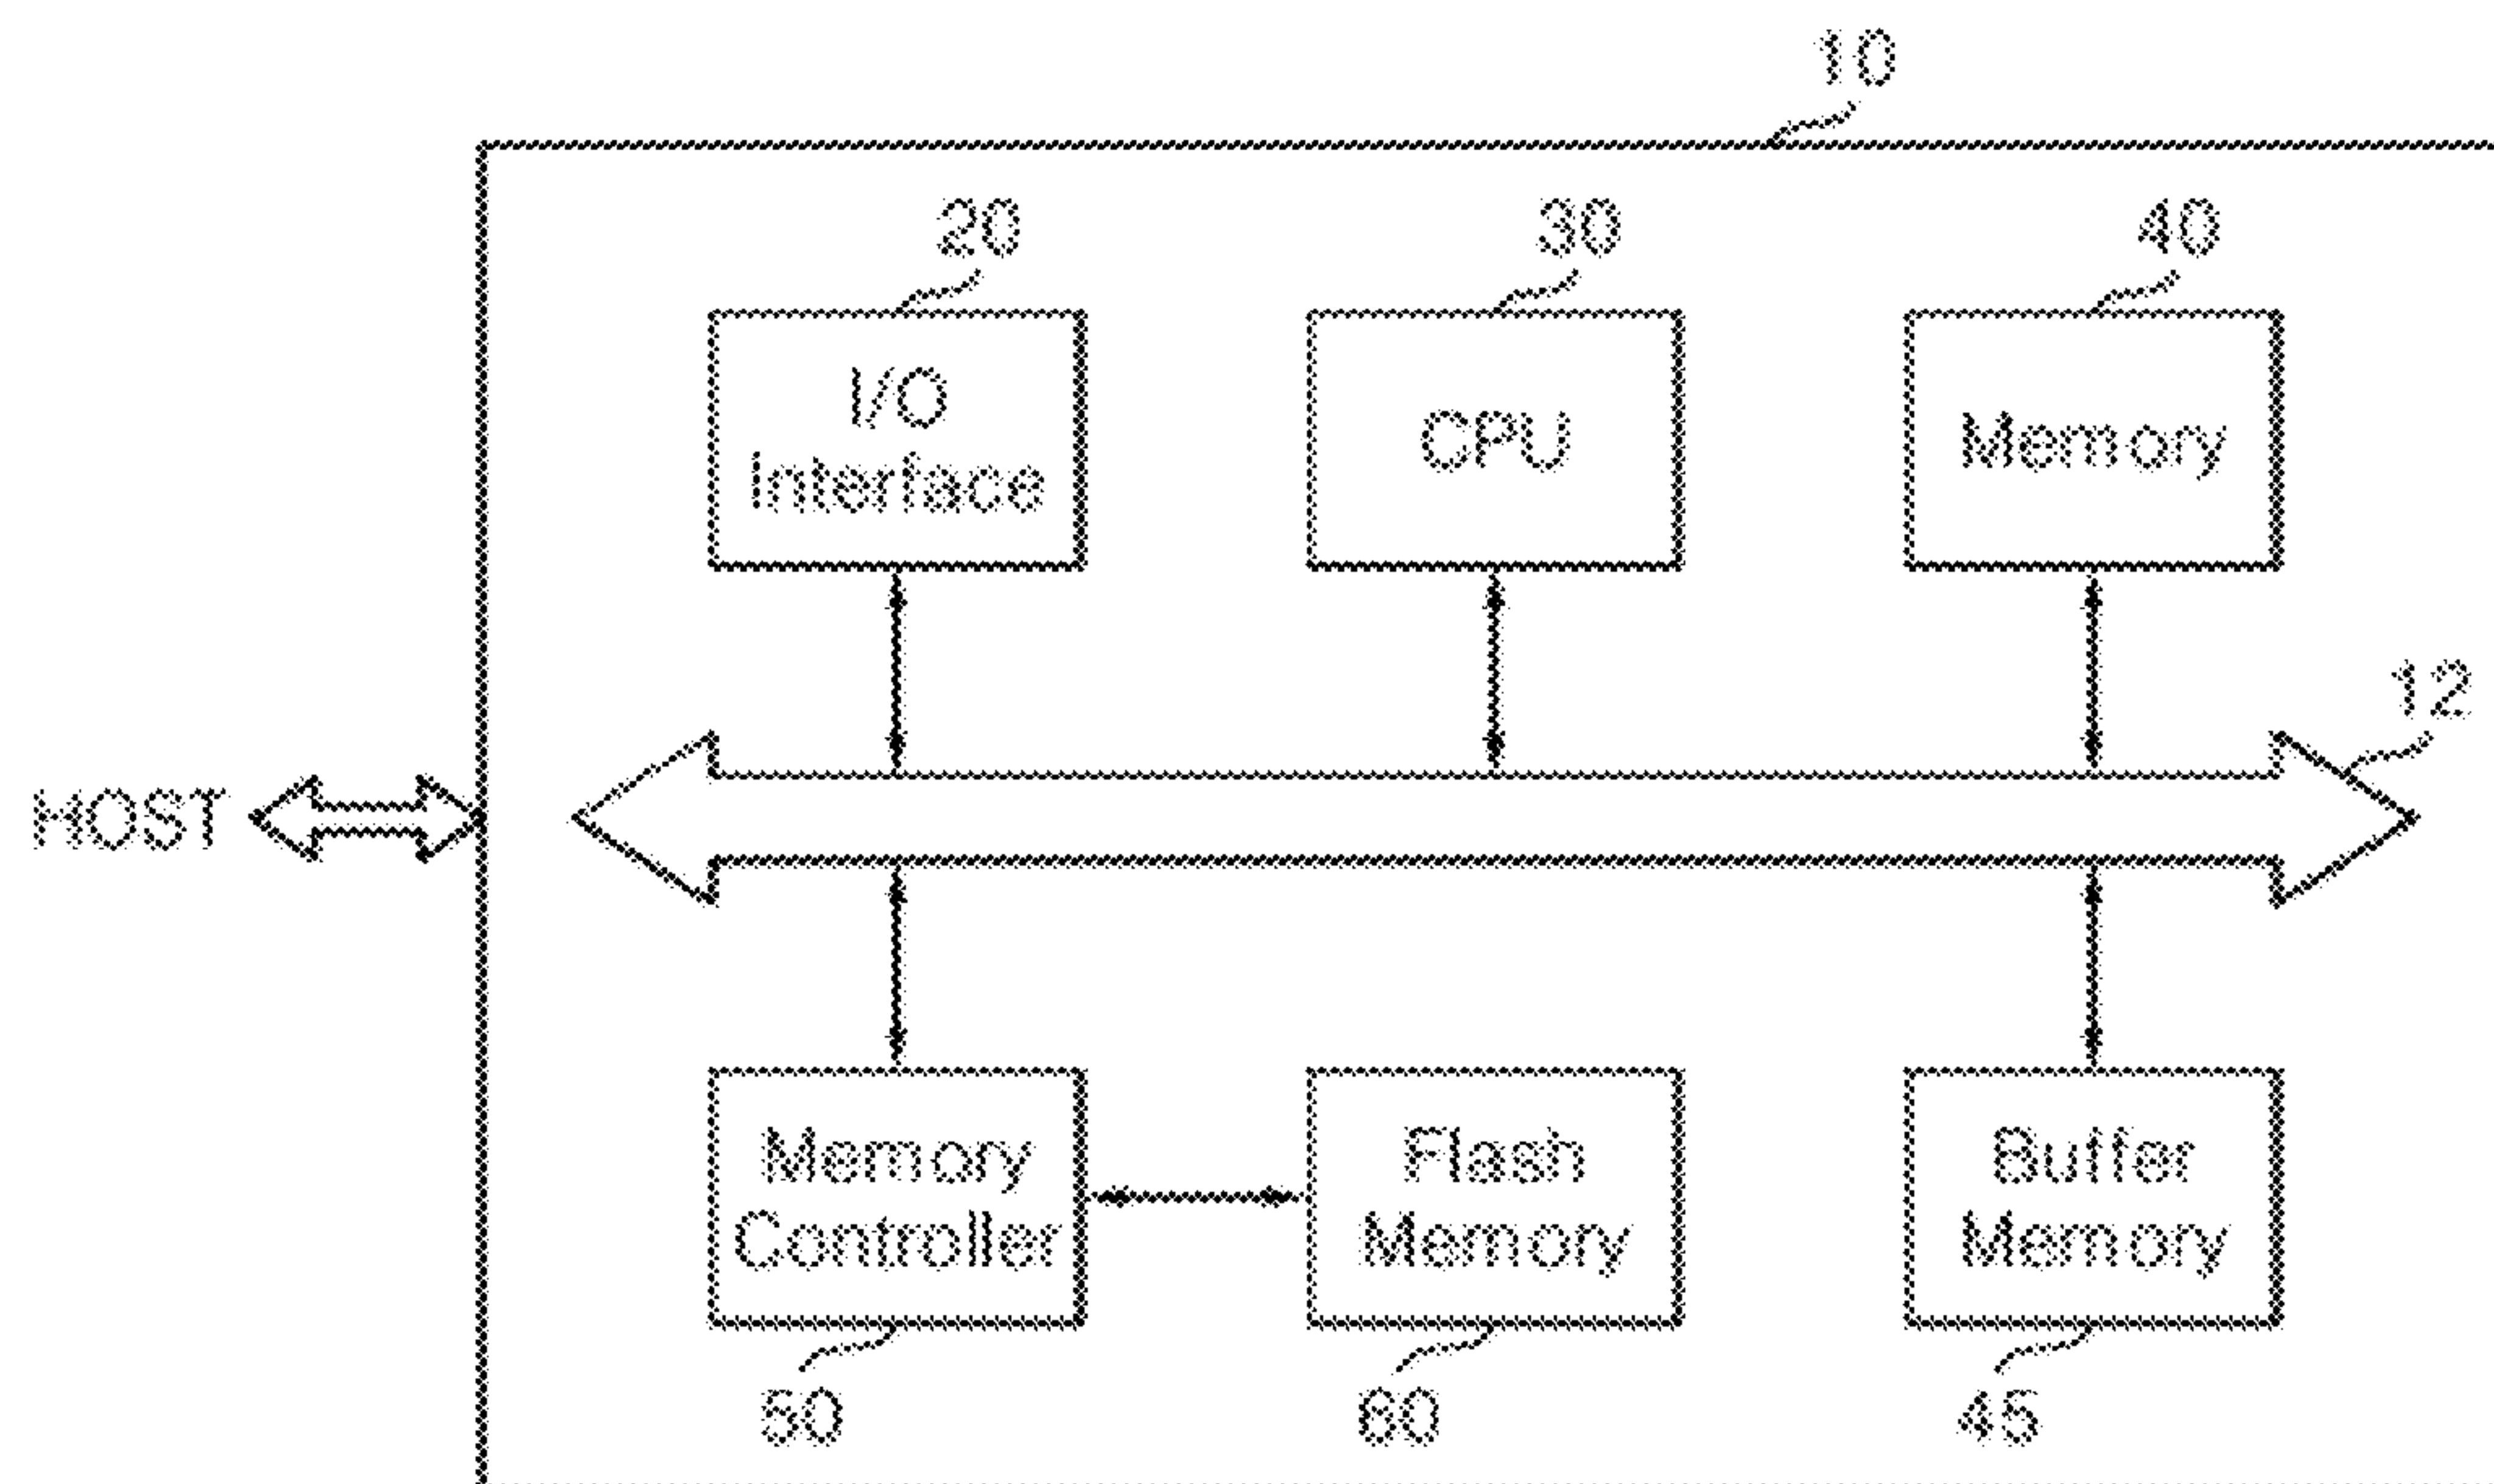 10
20
30
40
I/O
Interface
CPU
Memory
12
HOST
Memory
Controller
Flash
Memory
Buffer
Memory
50
60
45